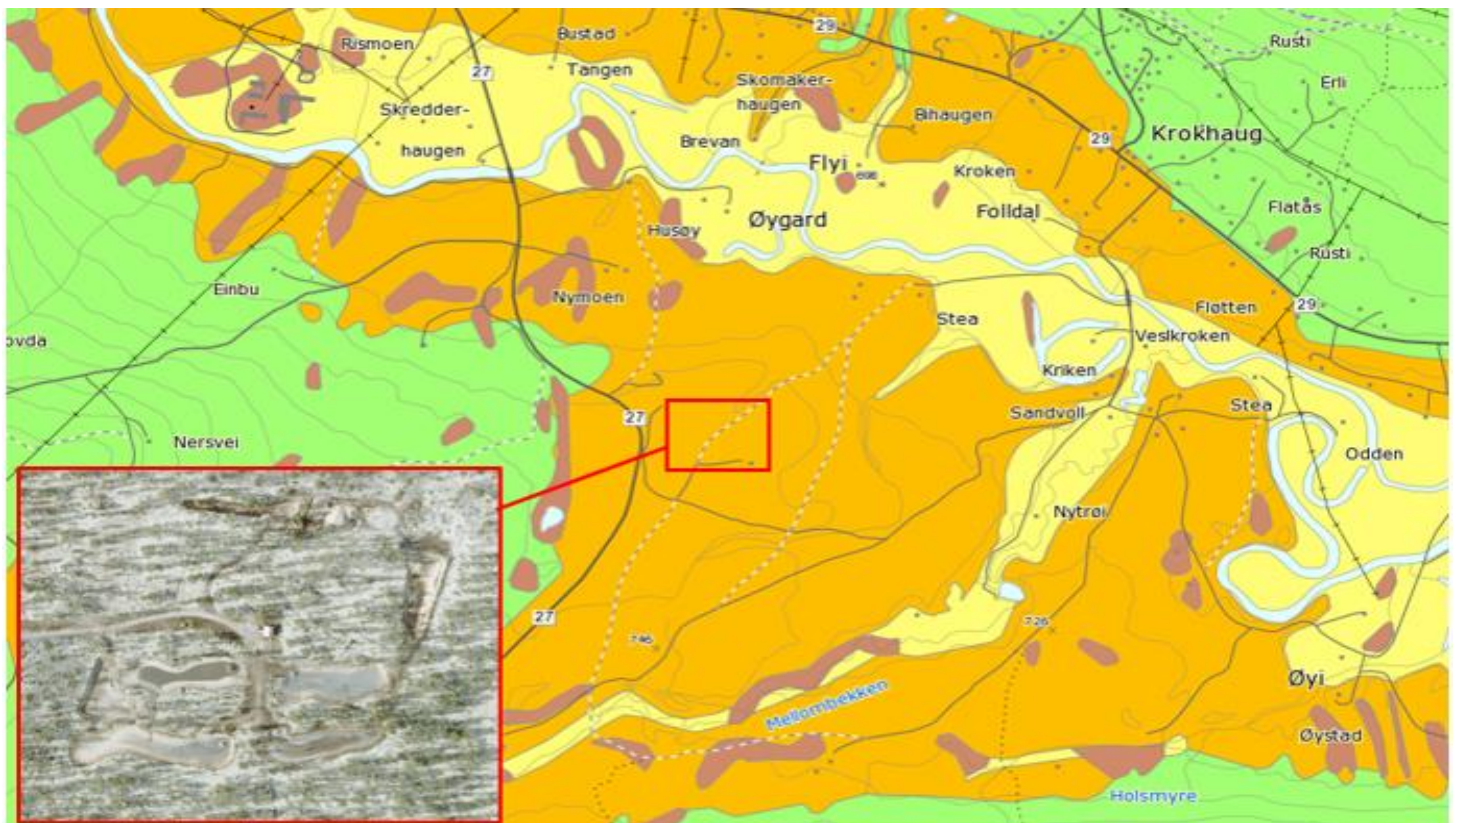 29
Bustad
Rismoen
Rusti
27
Tangen
Skomaker-
haugen
Erli
Skredder-
haugen
Bihaugen
Brevan
29
Krokhaug
Flyi
Kroken
Øygard
Folldal
Flatås
Husøy
Rusti
Einbu
Nymoen
Fløtten
29
Stea
Veslkroken
ovda
Kriken
Stea
Sandvoll
27
Nersvei
Odden
Nytrøi
27
726
746
Øyi
Mellombekken
Øystad
Holsmyre